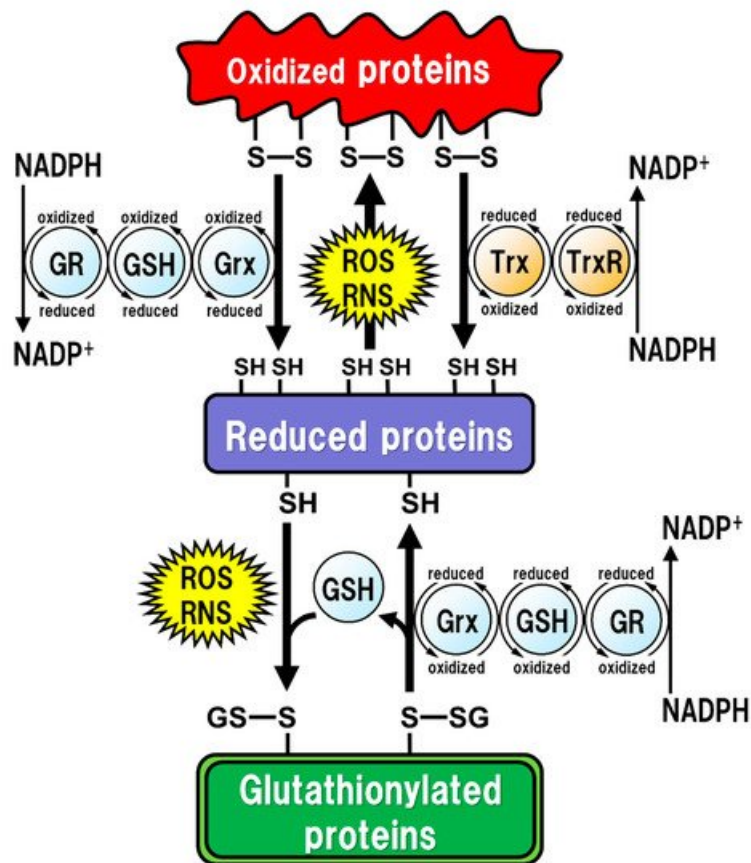 Oxidized proteins
S—S S—S S—S
NADPH
oxidized oxidized oxidized
GR GSH Grx
reduced reduced reduced
NADP⁺
ROS
RNS
NADP⁺
reduced reduced
Trx TrxR
oxidized oxidized
NADPH
SH SH SH SH SH SH
Reduced proteins
SH SH
ROS
RNS
GSH
NADP⁺
reduced reduced reduced
Grx GSH GR
oxidized oxidized oxidized
NADPH
GS—S S—SG
Glutathionylated
proteins